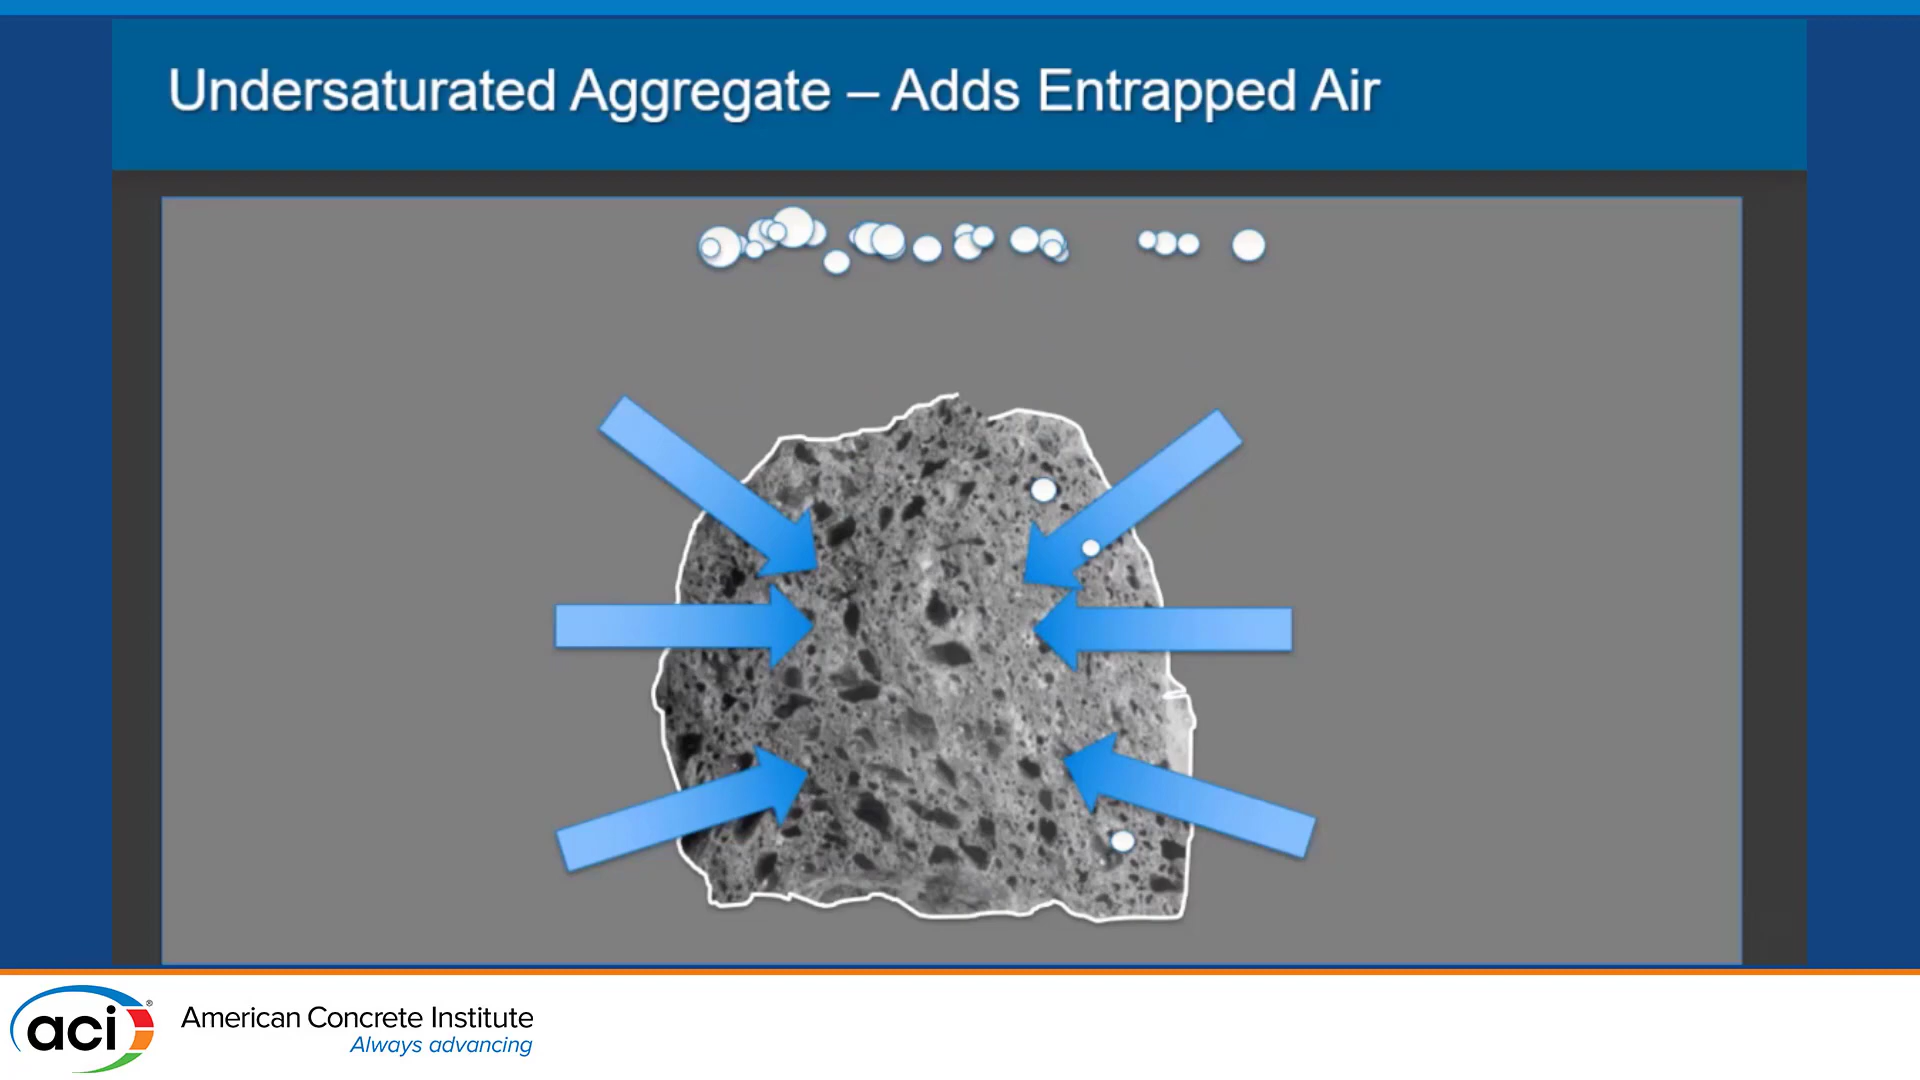 Undersaturated Aggregate – Adds Entrapped Air
aci®
American Concrete Institute
Always advancing